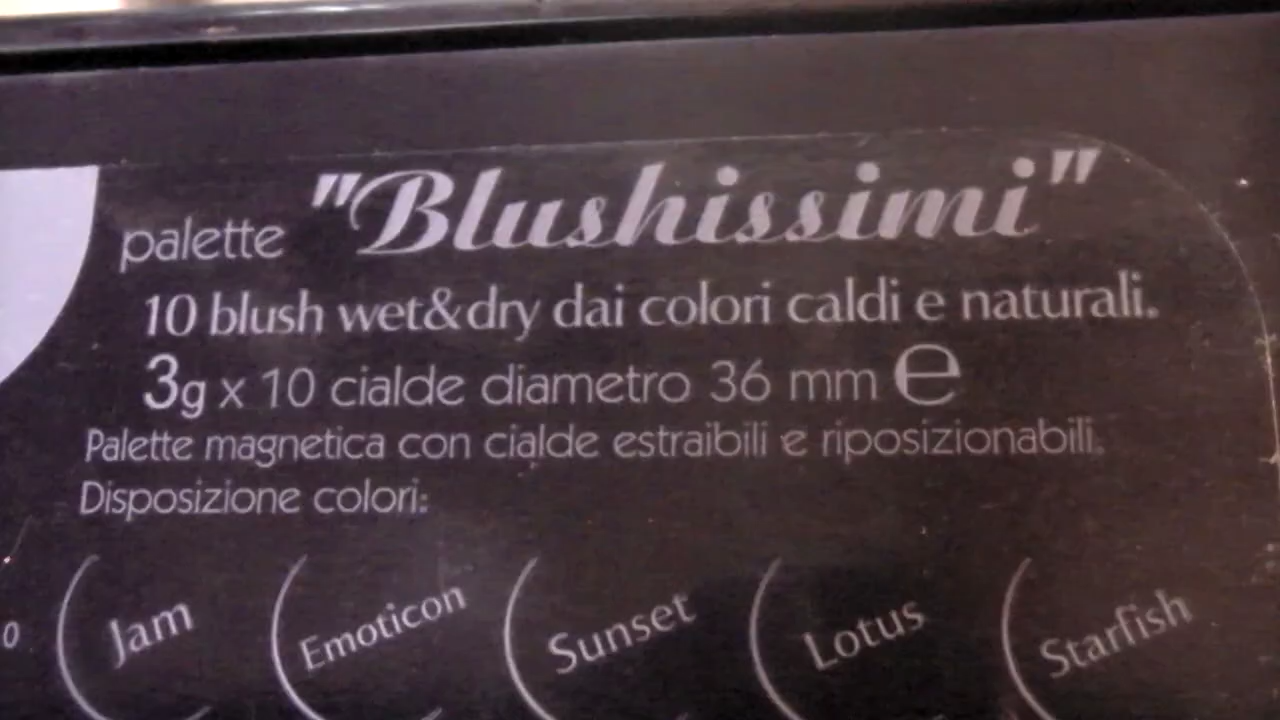 palette "Blushissimi"
10 blush wet&dry dai colori caldi e naturali.
3g x 10 cialde diametro 36 mm ℮
Palette magnetica con cialde estraibili e riposizionabili.
Disposizione colori:
o Jam Emoticon Sunset Lotus Starfish